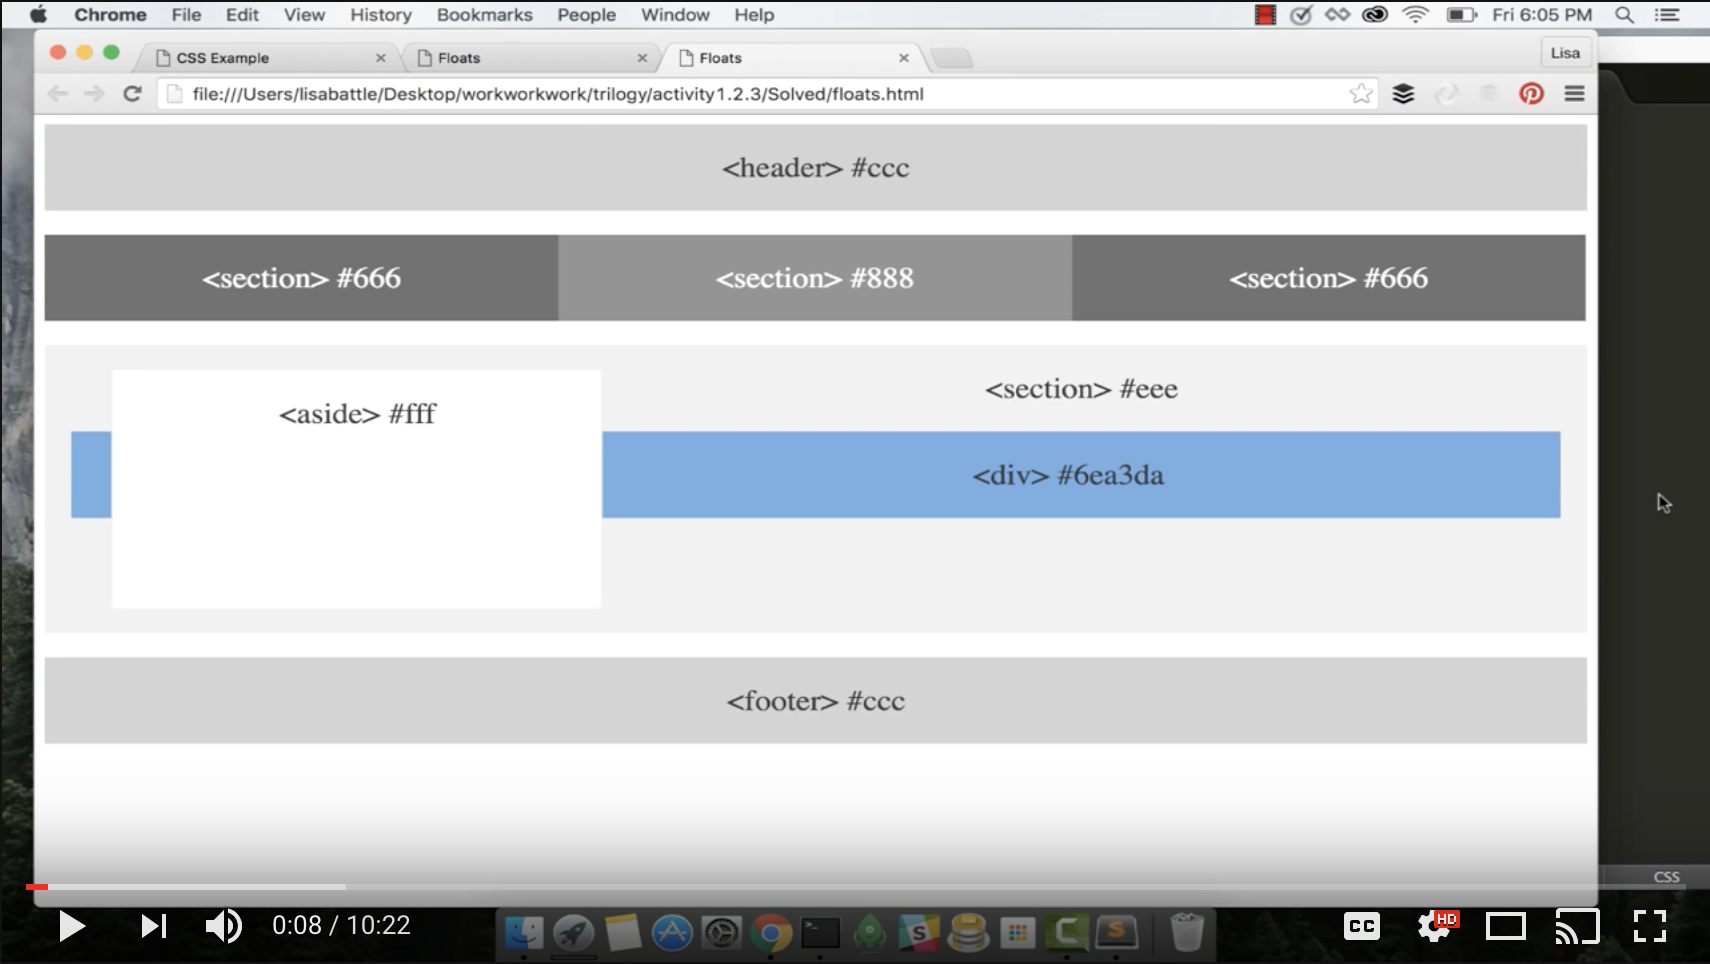 Chrome File Edit View History Bookmarks People Window Help Fri 6:05 PM
CSS Example Floats Floats Lisa
file:///Users/lisabattle/Desktop/workworkwork/trilogy/activity1.2.3/Solved/floats.html
<header> #ccc
<section> #666 <section> #888 <section> #666
<section> #eee
<aside> #fff
<div> #6ea3da
<footer> #ccc
CSS
0:08 / 10:22
CC HD